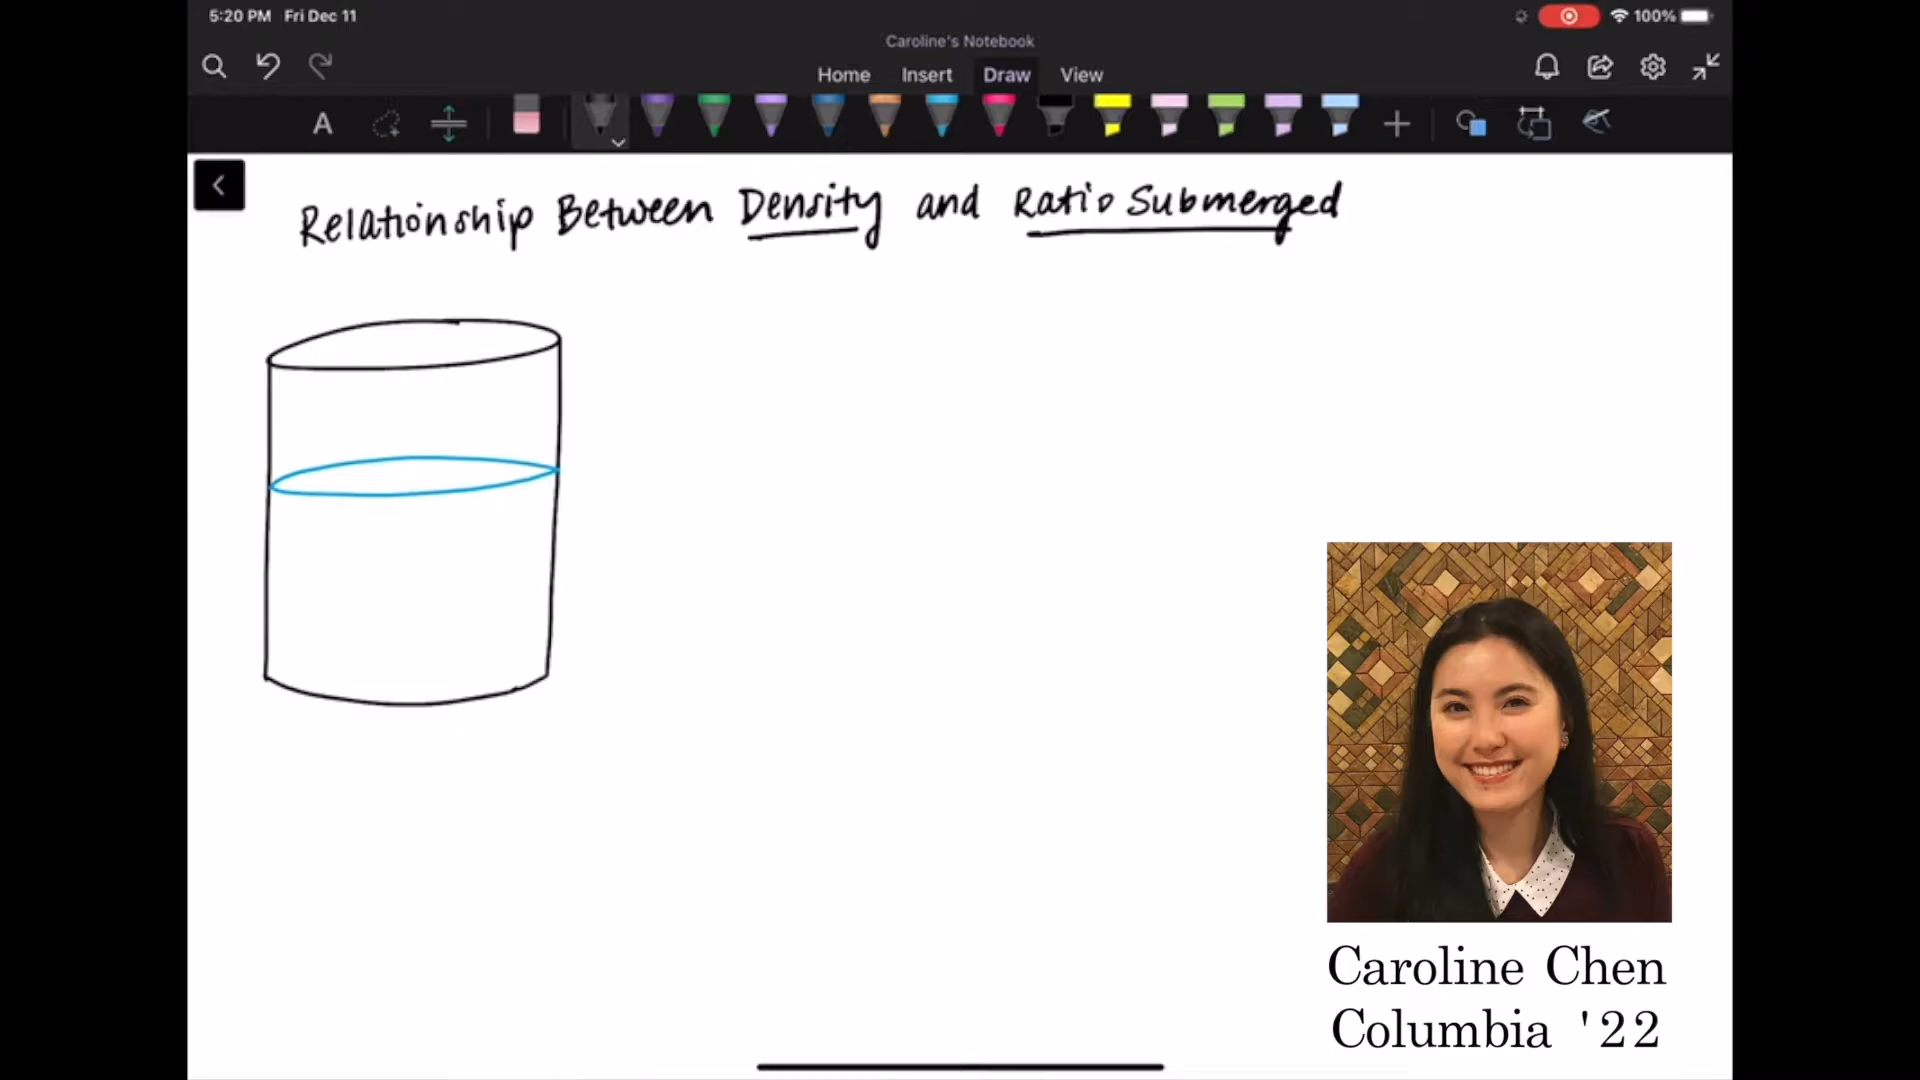 5:20 PM Fri Dec 11
100%
Caroline's Notebook
Home Insert Draw View
A
Relationship Between Density and Ratio Submerged
Caroline Chen
Columbia '22